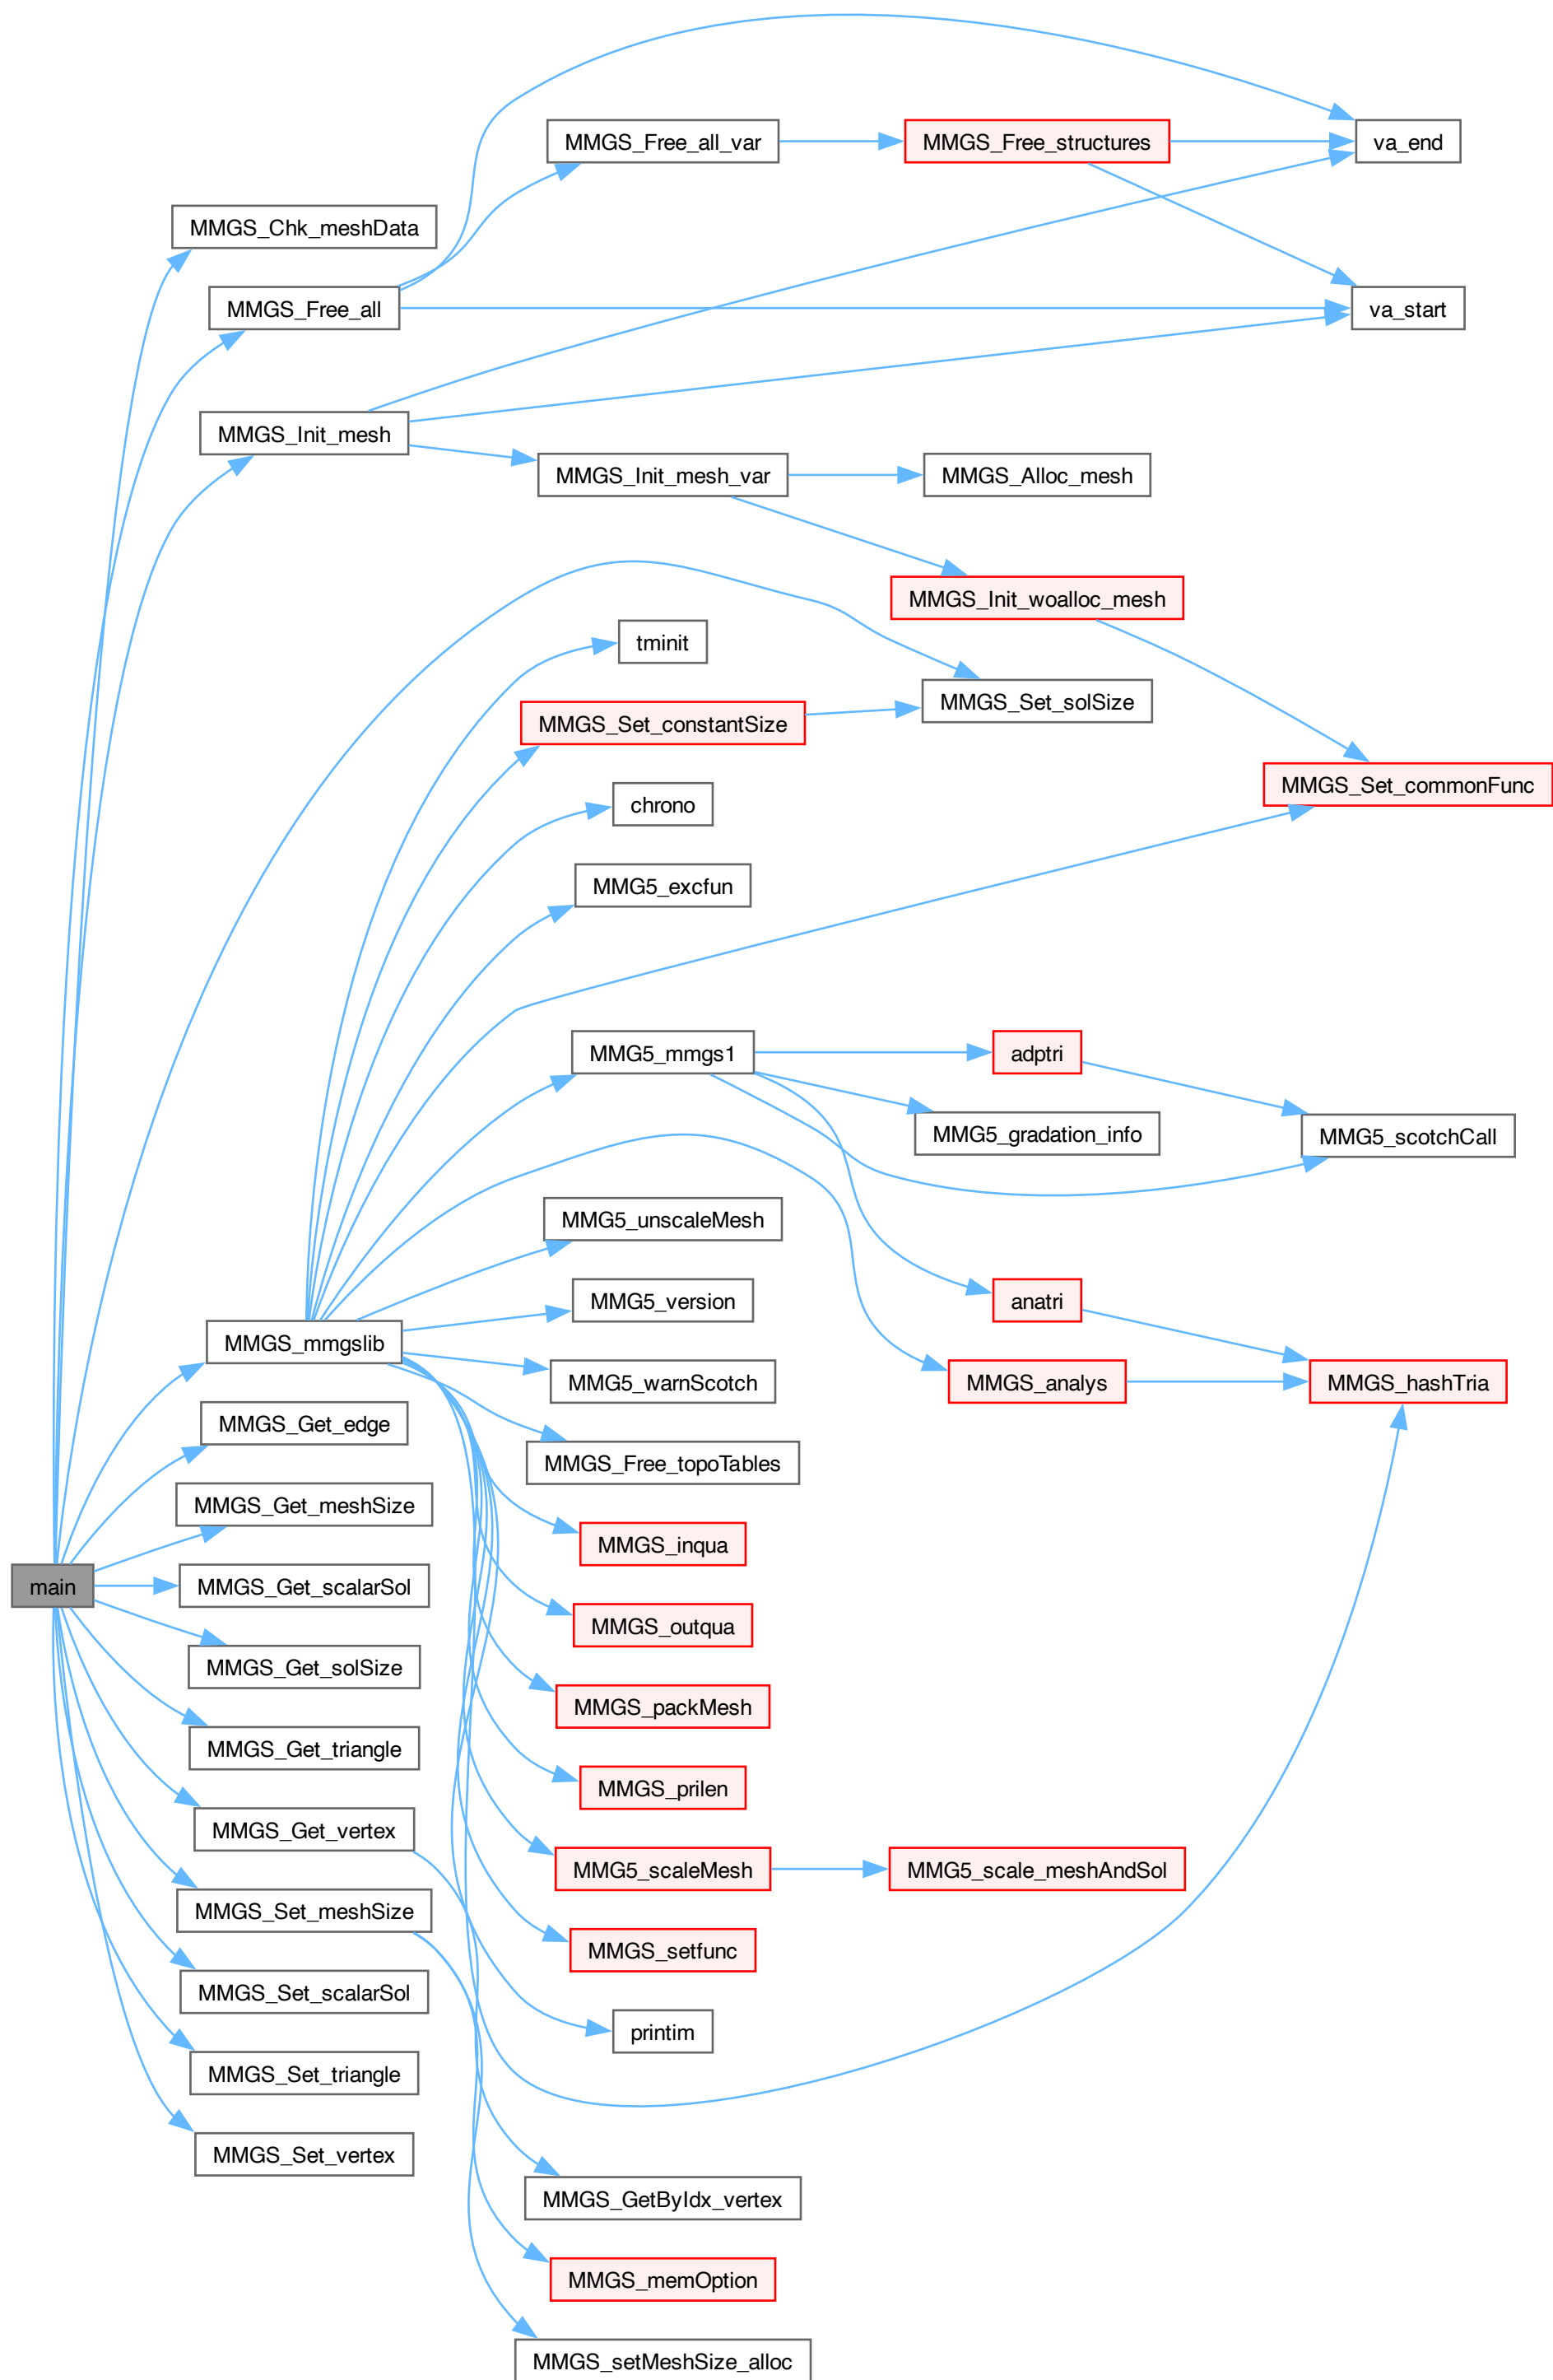 va_end
MMGS_Free_all_var
MMGS_Free_structures
MMGS_Chk_meshData
MMGS_Free_all
va_start
MMGS_Init_mesh
MMGS_Init_mesh_var
MMGS_Alloc_mesh
MMGS_Init_woalloc_mesh
tminit
MMGS_Set_solSize
MMGS_Set_constantSize
MMGS_Set_commonFunc
chrono
MMG5_excfun
MMG5_mmgs1
adptri
MMG5_gradation_info
MMG5_scotchCall
MMG5_unscaleMesh
MMG5_version
anatri
MMGS_mmgslib
MMG5_warnScotch
MMGS_analys
MMGS_hashTria
MMGS_Get_edge
MMGS_Free_topoTables
MMGS_Get_meshSize
MMGS_inqua
main
MMGS_Get_scalarSol
MMGS_outqua
MMGS_Get_solSize
MMGS_packMesh
MMGS_Get_triangle
MMGS_prilen
MMGS_Get_vertex
MMG5_scaleMesh
MMG5_scale_meshAndSol
MMGS_Set_meshSize
MMGS_setfunc
MMGS_Set_scalarSol
printim
MMGS_Set_triangle
MMGS_Set_vertex
MMGS_GetByIdx_vertex
MMGS_memOption
MMGS_setMeshSize_alloc